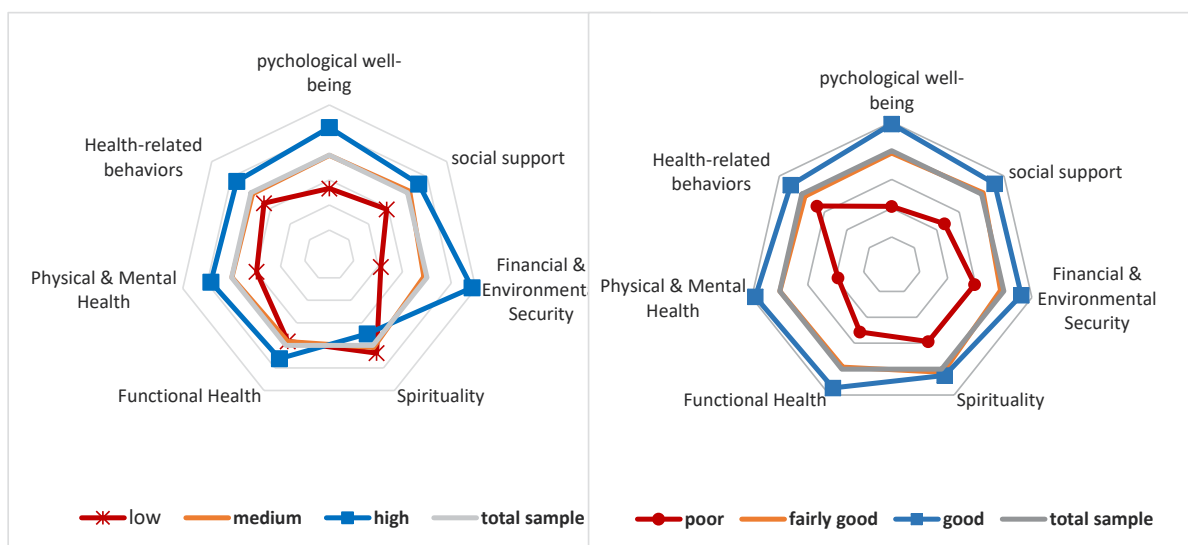 pychological well-
being
social support
Financial &
Environmenta
Security
Spirituality
Functional Health
Physical & Mental
Health
Health-related
behaviors
low
medium
high
total sample
pychological well-
being
social support
Financial &
Environmental
Security
Spirituality
Functional Health
Physical & Mental
Health
Health-related
behaviors
poor
fairly good
good
total sample